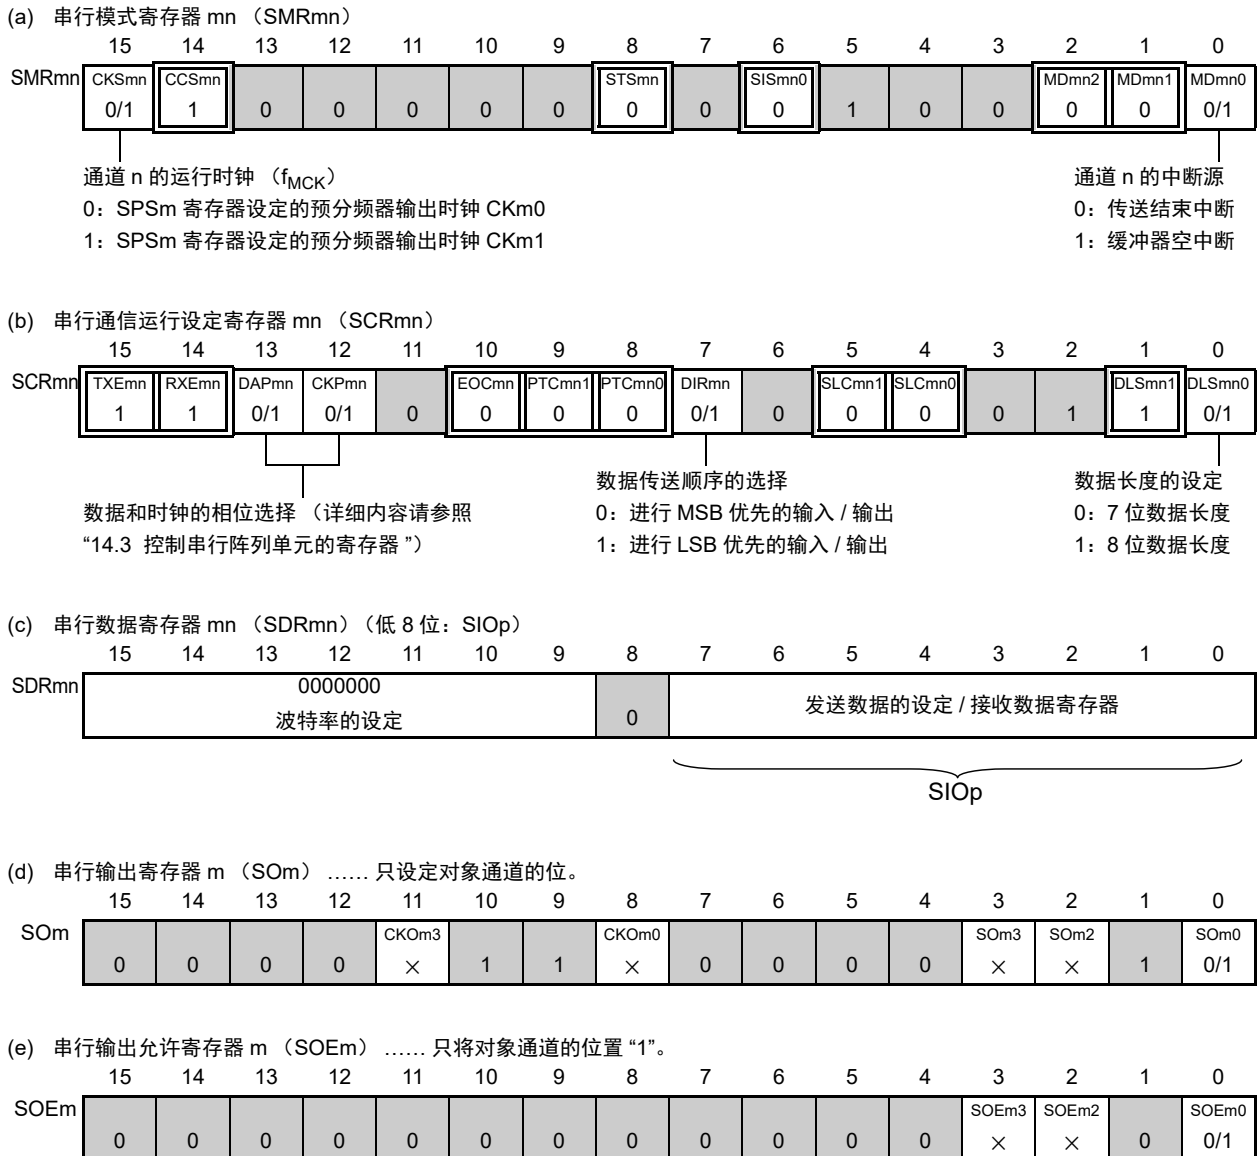 (a) 串行模式寄存器 mn （SMRmn）
15 14 13 12 11 10 9 8 7 6 5 4 3 2 1 0
SMRmn CKSmn CCSmn STSmn SISmn0 MDmn2 MDmn1 MDmn0
0/1 1 0 0 0 0 0 0 0 0 1 0 0 0 0 0/1
通道 n 的运行时钟 （fMCK）
0：SPSm 寄存器设定的预分频器输出时钟 CKm0
1：SPSm 寄存器设定的预分频器输出时钟 CKm1
通道 n 的中断源
0：传送结束中断
1：缓冲器空中断
(b) 串行通信运行设定寄存器 mn （SCRmn）
15 14 13 12 11 10 9 8 7 6 5 4 3 2 1 0
SCRmn TXEmn RXEmn DAPmn CKPmn EOCmn PTCmn1 PTCmn0 DIRmn SLCmn1 SLCmn0 DLSmn1 DLSmn0
1 1 0/1 0/1 0 0 0 0 0/1 0 0 0 0 1 1 0/1
数据和时钟的相位选择 （详细内容请参照
“14.3 控制串行阵列单元的寄存器 ”）
数据传送顺序的选择
0：进行 MSB 优先的输入 / 输出
1：进行 LSB 优先的输入 / 输出
数据长度的设定
0：7 位数据长度
1：8 位数据长度
(c) 串行数据寄存器 mn （SDRmn）（低 8 位：SIOp）
15 14 13 12 11 10 9 8 7 6 5 4 3 2 1 0
SDRmn 0000000
波特率的设定
0
发送数据的设定 / 接收数据寄存器
SIOp
(d) 串行输出寄存器 m （SOm） …… 只设定对象通道的位。
15 14 13 12 11 10 9 8 7 6 5 4 3 2 1 0
SOm CKOm3 CKOm0 SOm3 SOm2 SOm0
0 0 0 0 × 1 1 × 0 0 0 0 × × 1 0/1
(e) 串行输出允许寄存器 m （SOEm） …… 只将对象通道的位置 “1”。
15 14 13 12 11 10 9 8 7 6 5 4 3 2 1 0
SOEm SOEm3 SOEm2 SOEm0
0 0 0 0 0 0 0 0 0 0 0 0 × × 0 0/1